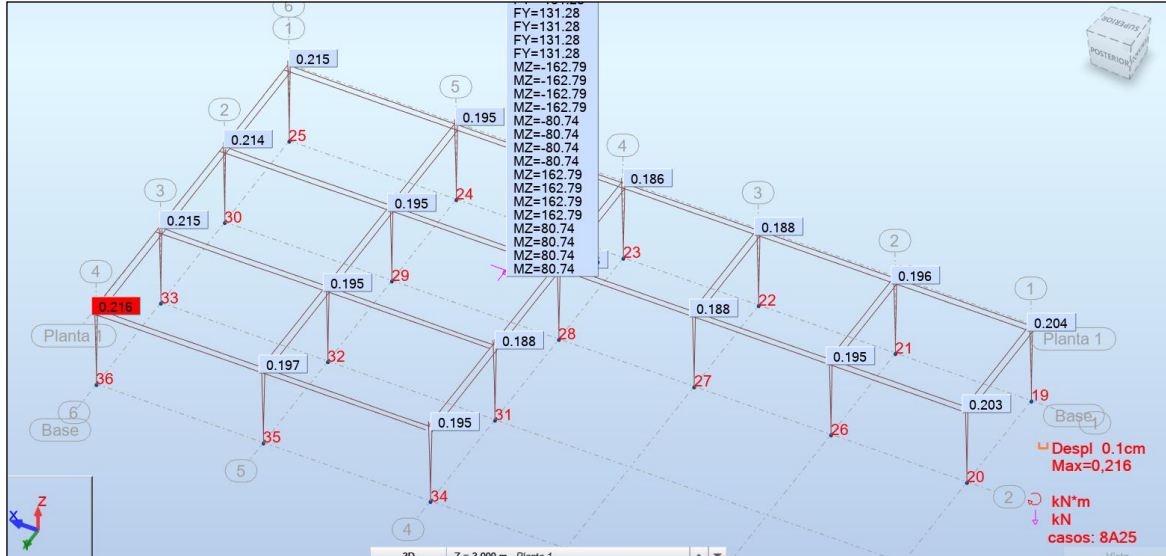 6
1
0.215
FY=131.28
FY=131.28
FY=131.28
FY=131.28
MZ=-162.79
MZ=-162.79
MZ=-162.79
MZ=-162.79
MZ=-80.74
MZ=-80.74
MZ=-80.74
MZ=-80.74
MZ=162.79
MZ=162.79
MZ=162.79
MZ=162.79
MZ=80.74
MZ=80.74
MZ=80.74
MZ=80.74
SUPERIOR
POSTERIOR
5
0.195
2
0.214
25
4
0.186
3
0.188
3
0.215
30
24
0.195
23
2
0.196
4
0.216
33
0.195
29
22
1
0.204
Planta 1
Planta 1
0.188
28
0.188
21
0.195
36
0.197
32
27
19
6
Base
0.195
31
26
0.203
Base
1
35
5
34
4
20
2
Despl 0.1cm
Max=0,216
kN*m
kN
casos: 8A25
Z
X
Y
3D
Z = 3.000 m - Planta 1
Vista